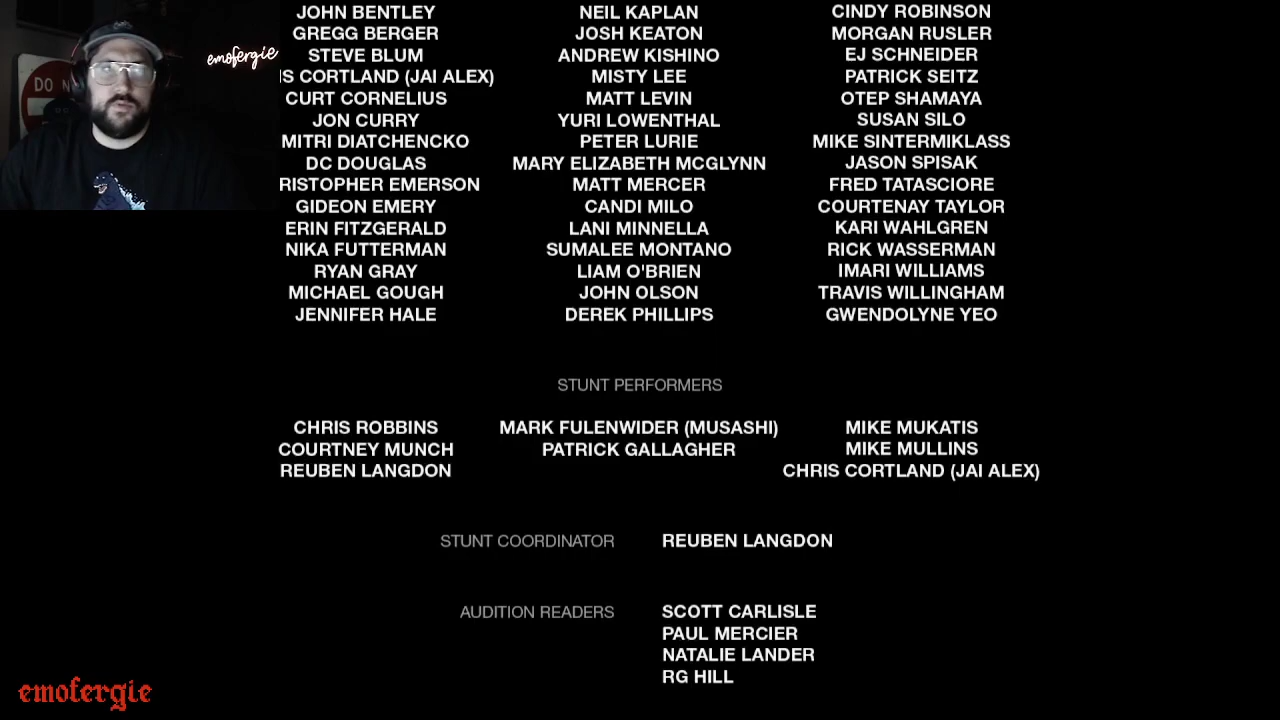 JOHN BENTLEY NEIL KAPLAN CINDY ROBINSON
GREGG BERGER JOSH KEATON MORGAN RUSLER
STEVE BLUM ANDREW KISHINO EJ SCHNEIDER
IS CORTLAND (JAI ALEX) MISTY LEE PATRICK SEITZ
CURT CORNELIUS MATT LEVIN OTEP SHAMAYA
JON CURRY YURI LOWENTHAL SUSAN SILO
MITRI DIATCHENCKO PETER LURIE MIKE SINTERMIKLASS
DC DOUGLAS MARY ELIZABETH MCGLYNN JASON SPISAK
RISTOPHER EMERSON MATT MERCER FRED TATASCIORE
GIDEON EMERY CANDI MILO COURTENAY TAYLOR
ERIN FITZGERALD LANI MINNELLA KARI WAHLGREN
NIKA FUTTERMAN SUMALEE MONTANO RICK WASSERMAN
RYAN GRAY LIAM O'BRIEN IMARI WILLIAMS
MICHAEL GOUGH JOHN OLSON TRAVIS WILLINGHAM
JENNIFER HALE DEREK PHILLIPS GWENDOLYNE YEO
STUNT PERFORMERS
CHRIS ROBBINS MARK FULENWIDER (MUSASHI) MIKE MUKATIS
COURTNEY MUNCH PATRICK GALLAGHER MIKE MULLINS
REUBEN LANGDON CHRIS CORTLAND (JAI ALEX)
STUNT COORDINATOR REUBEN LANGDON
AUDITION READERS SCOTT CARLISLE
PAUL MERCIER
NATALIE LANDER
RG HILL
emofergie
DO N
emofergie